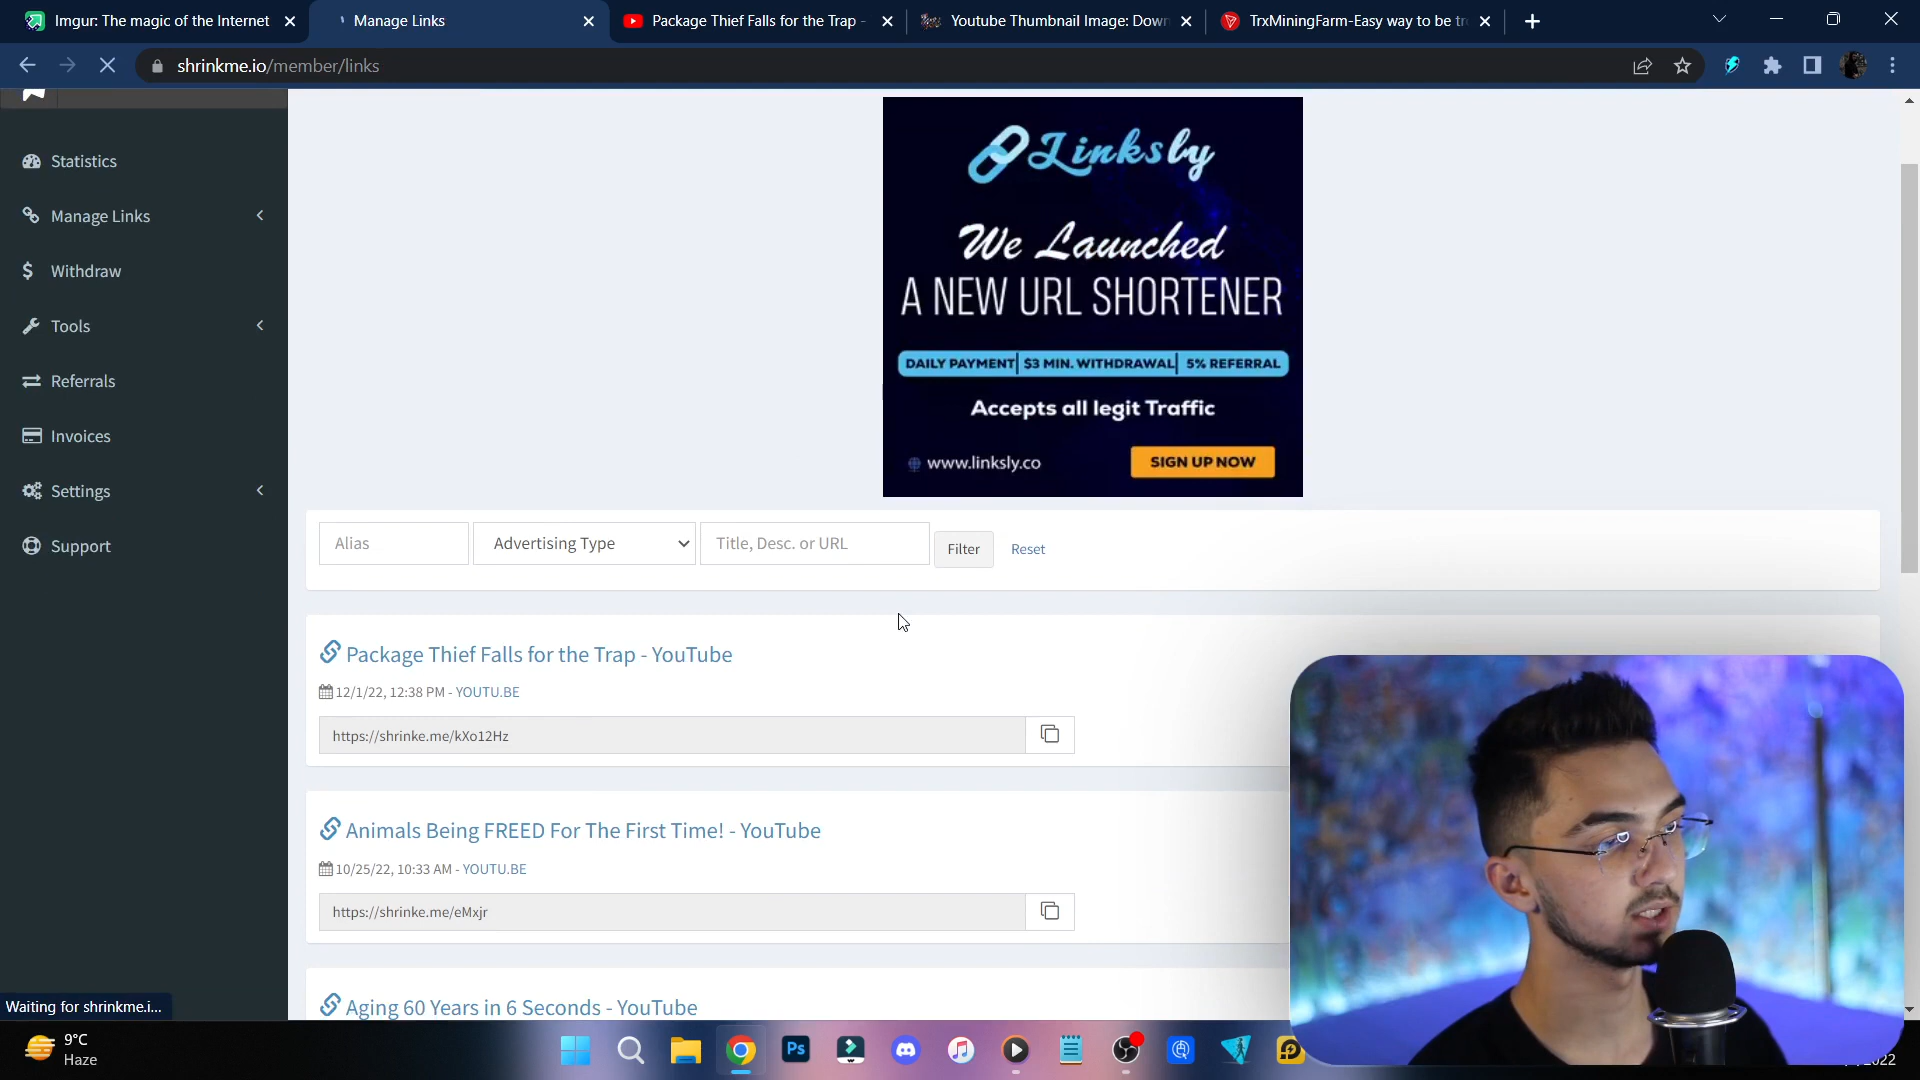 Imgur: The magic of the Internet
Manage Links
Package Thief Falls for the Trap -
Youtube Thumbnail Image: Down
TrxMiningFarm-Easy way to be tr
shrinkme.io/member/links
Statistics
Manage Links
Withdraw
Tools
Referrals
Invoices
Settings
Support
Linksly
We Launched
A NEW URL SHORTENER
DAILY PAYMENT| $3 MIN. WITHDRAWAL| 5% REFERRAL
Accepts all legit Traffic
www.linksly.co
SIGN UP NOW
Alias
Advertising Type
Title, Desc. or URL
Filter
Reset
Package Thief Falls for the Trap - YouTube
12/1/22, 12:38 PM - YOUTU.BE
https://shrinke.me/kXo12Hz
Animals Being FREED For The First Time! - YouTube
10/25/22, 10:33 AM - YOUTU.BE
https://shrinke.me/eMxjr
Aging 60 Years in 6 Seconds - YouTube
Waiting for shrinkme.i...
9°C
Haze
Ps